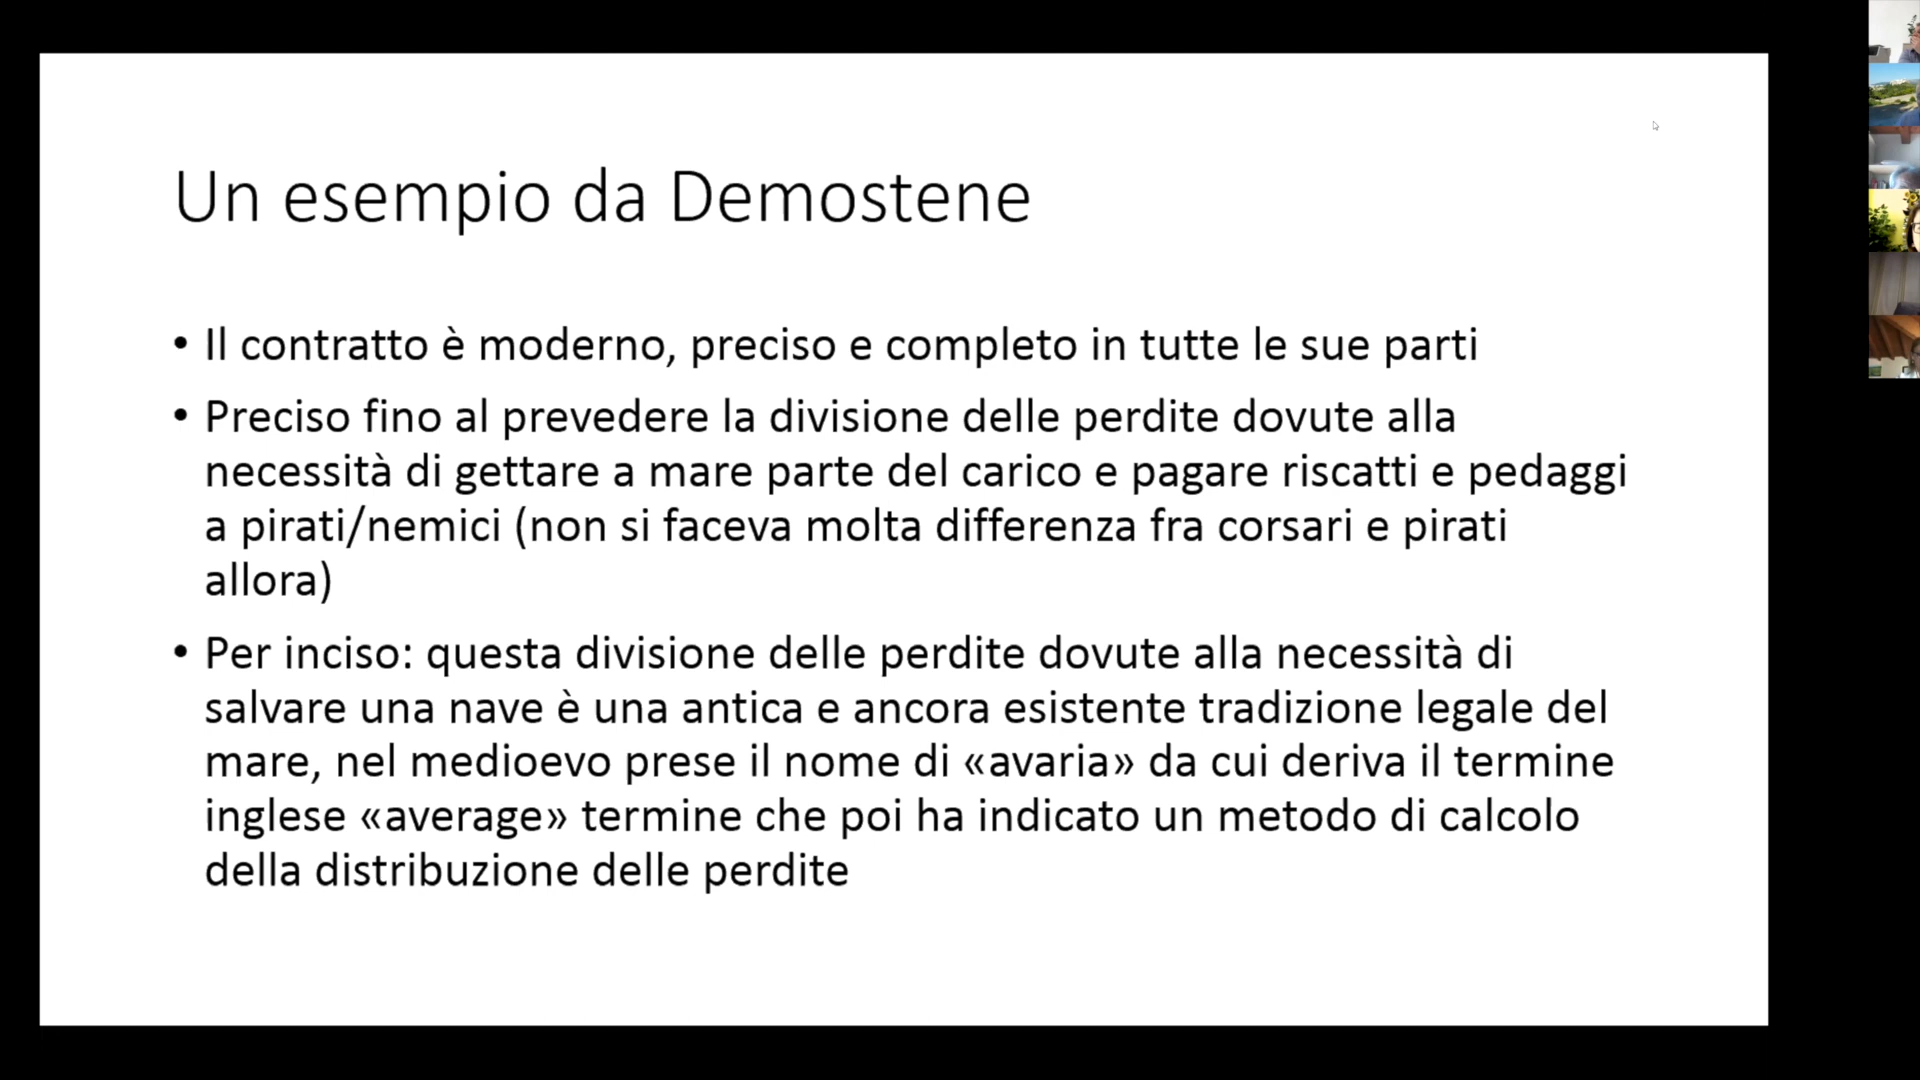 Un esempio da Demostene
• Il contratto è moderno, preciso e completo in tutte le sue parti
• Preciso fino al prevedere la divisione delle perdite dovute alla
necessità di gettare a mare parte del carico e pagare riscatti e pedaggi
a pirati/nemici (non si faceva molta differenza fra corsari e pirati
allora)
• Per inciso: questa divisione delle perdite dovute alla necessità di
salvare una nave è una antica e ancora esistente tradizione legale del
mare, nel medioevo prese il nome di «avaria» da cui deriva il termine
inglese «average» termine che poi ha indicato un metodo di calcolo
della distribuzione delle perdite